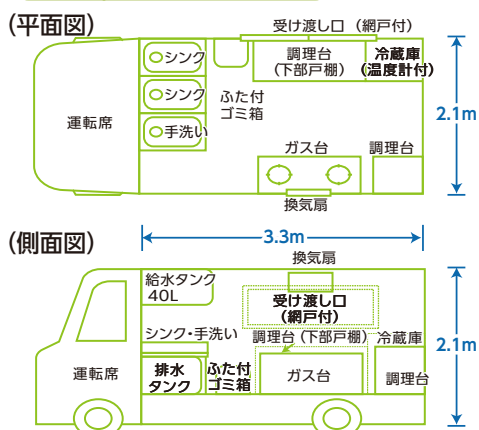 (平面図)
受け渡し口（網戸付）
シンク
調理台
（下部戸棚）
冷蔵庫
（温度計付）
シンク
ふた付
ゴミ箱
2.1m
運転席
手洗い
ガス台
調理台
換気扇
(側面図)
3.3m
換気扇
給水タンク
40L
受け渡し口
（網戸付）
シンク・手洗い
調理台（下部戸棚）
冷蔵庫
2.1m
運転席
排水
タンク
ふた付
ゴミ箱
ガス台
調理台